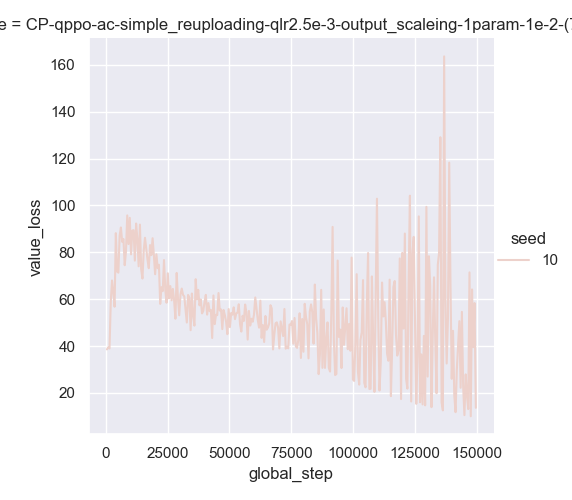 e = CP-qppo-ac-simple_reuploading-qlr2.5e-3-output_scaleing-1param-1e-2-(7
160
140
120
100
80
60
40
20
value_loss
seed
10
0 25000 50000 75000 100000 125000 150000
global_step